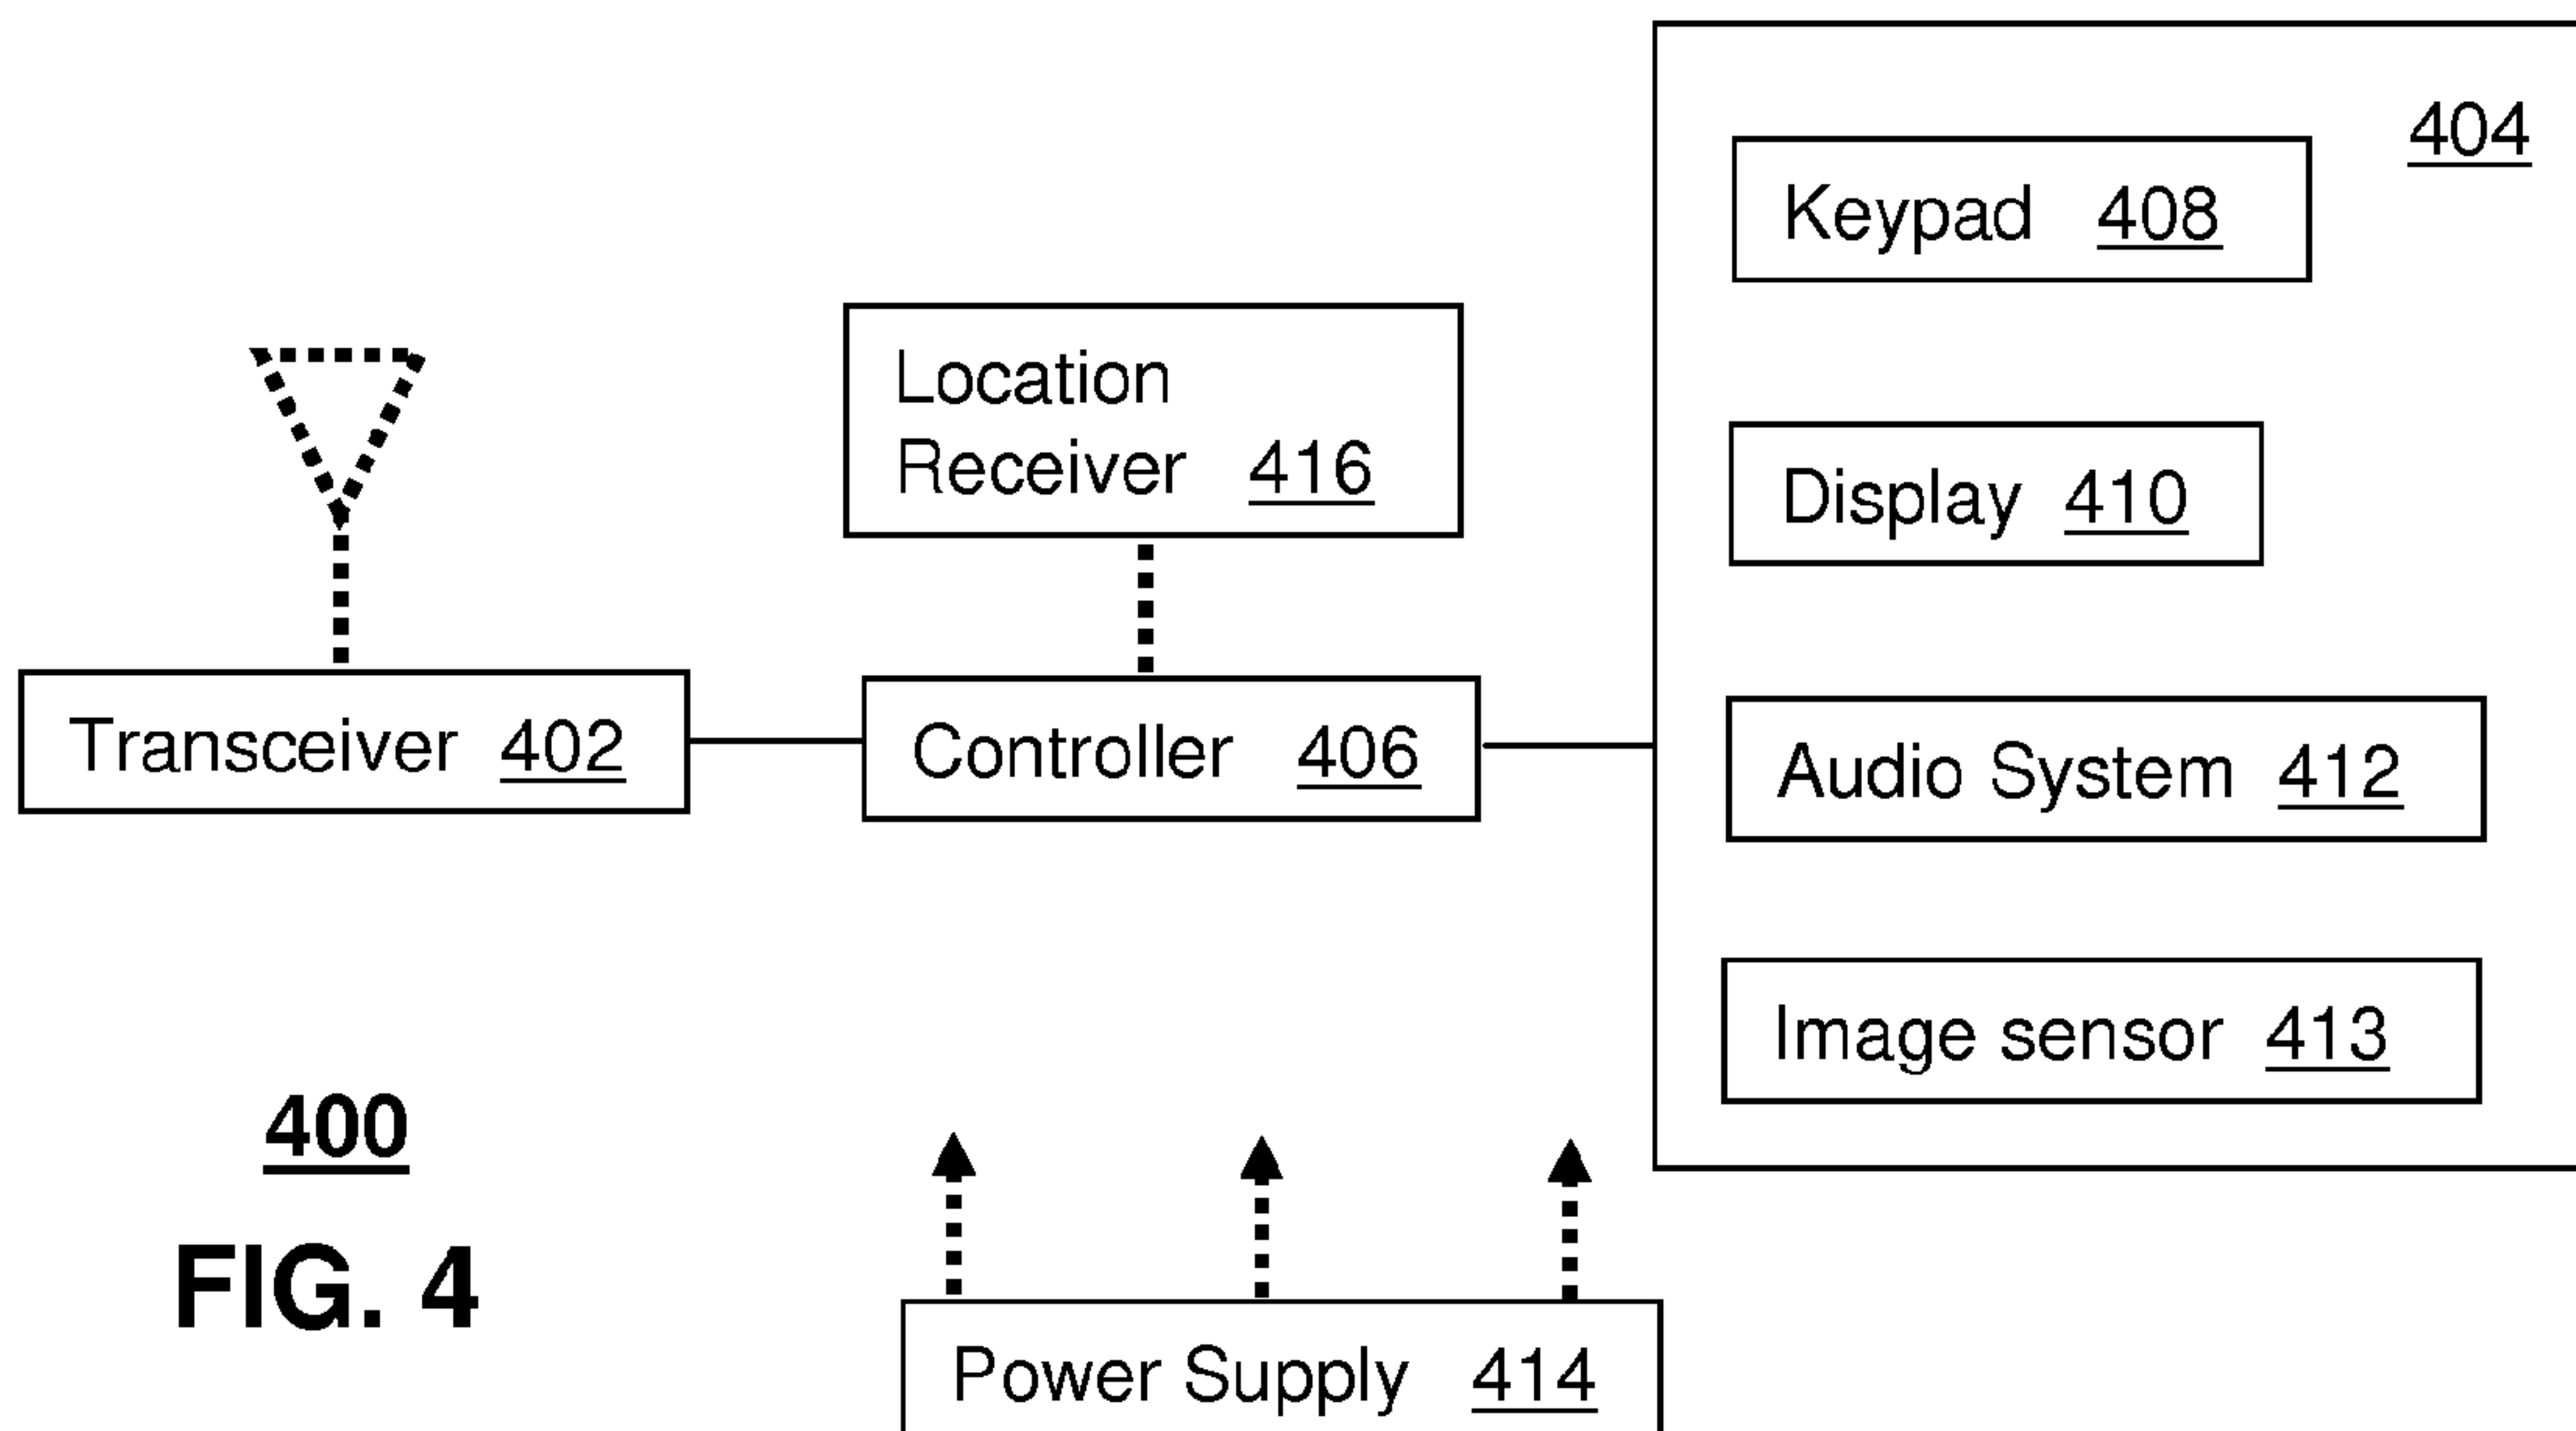 404
Keypad 408
Location
Receiver 416
Display 410
Transceiver 402
Controller 406
Audio System 412
Image sensor 413
400
FIG. 4
Power Supply 414